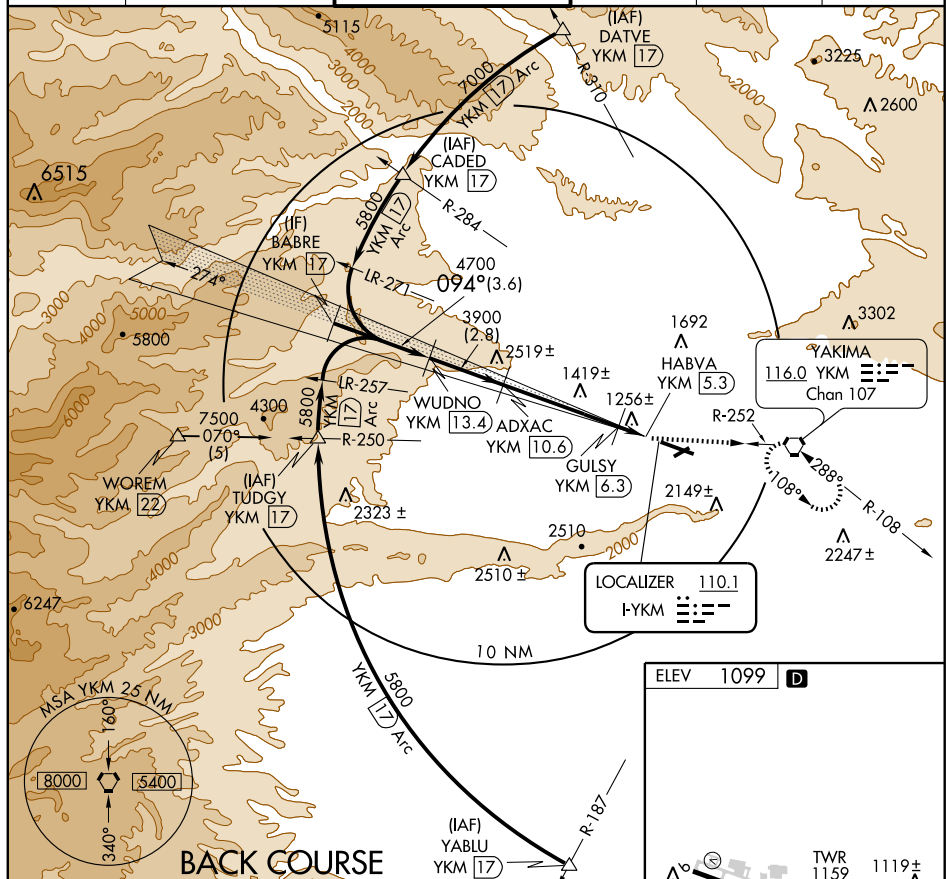 5115
4000
3000
2000
(IAF)
DATVE
YKM 17
3225
2600
R-310
7000
YKM 17 Arc
2000
6515
(IAF)
CADED
YKM 17
R-284
5800
YKM 17
Arc
(IF)
BABRE
YKM 17
274°
LR-271
4700
094° (3.6)
3900
(2.8)
3000
4000
5000
5800
2519±
1692
3302
HABVA
YKM 5.3
1419±
1256±
YAKIMA
116.0 YKM
Chan 107
LR-257
5800
YKM
17
Arc
WUDNO
YKM 13.4
ADXAC
YKM 10.6
R-252
6000
7500
070°
(5)
4300
R-250
GULSY
YKM 6.3
WOREM
YKM 22
(IAF)
TUDGY
YKM 17
108°
288°
R-108
2323 ±
2149±
2510
2000
2510 ±
2247±
4000
3000
6247
LOCALIZER 110.1
I-YKM
10 NM
5800
YKM 17 Arc
MSA YKM 25 NM
160°
8000
5400
340°
ELEV 1099 D
R-187
(IAF)
YABLU
YKM 17
BACK COURSE
TWR
1159
1119±